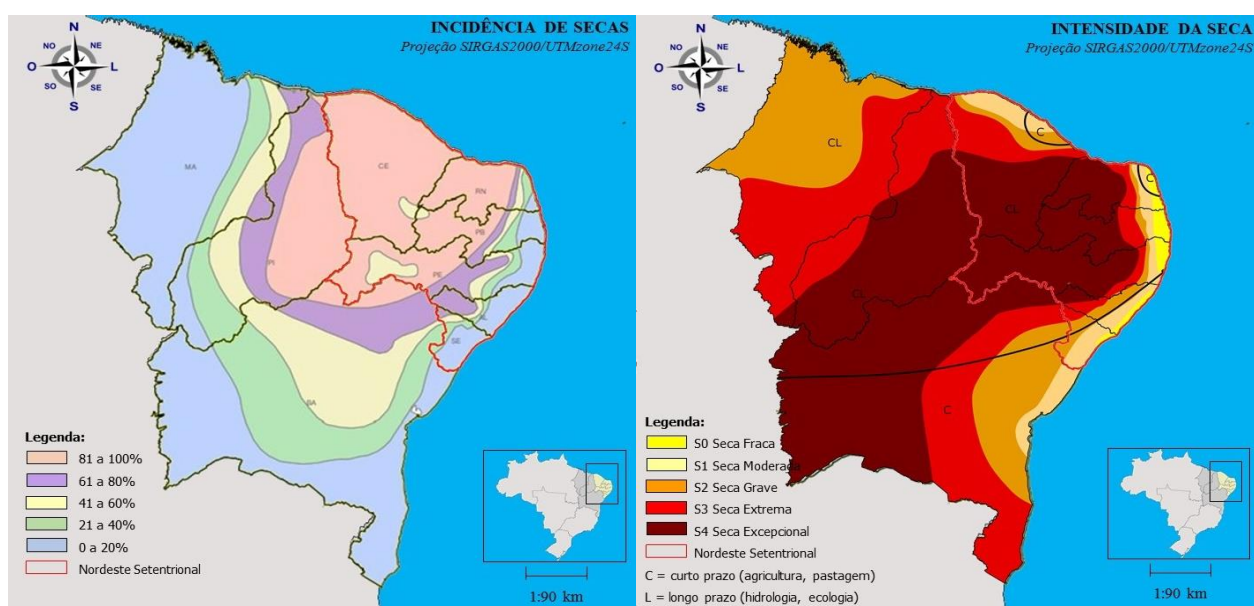 INCIDÊNCIA DE SECAS
Projeção SIRGAS2000/UTMzone24S
N
NO
NE
O
L
SO
SE
S
MA
CE
RN
PB
PI
PE
AL
SE
BA
Legenda:
81 a 100%
61 a 80%
41 a 60%
21 a 40%
0 a 20%
Nordeste Setentrional
1:90 km
INTENSIDADE DA SECA
Projeção SIRGAS2000/UTMzone24S
N
NO
NE
O
L
SO
SE
S
C
CL
C
CL
CL
C
Legenda:
S0 Seca Fraca
S1 Seca Moderada
S2 Seca Grave
S3 Seca Extrema
S4 Seca Excepcional
Nordeste Setentrional
C = curto prazo (agricultura, pastagem)
L = longo prazo (hidrologia, ecologia)
1:90 km